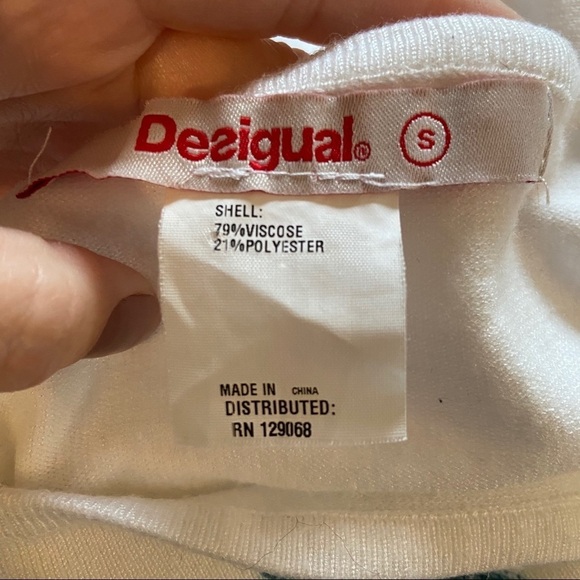 Desigual® S
SHELL:
79%VISCOSE
21%POLYESTER
MADE IN CHINA
DISTRIBUTED:
RN 129068